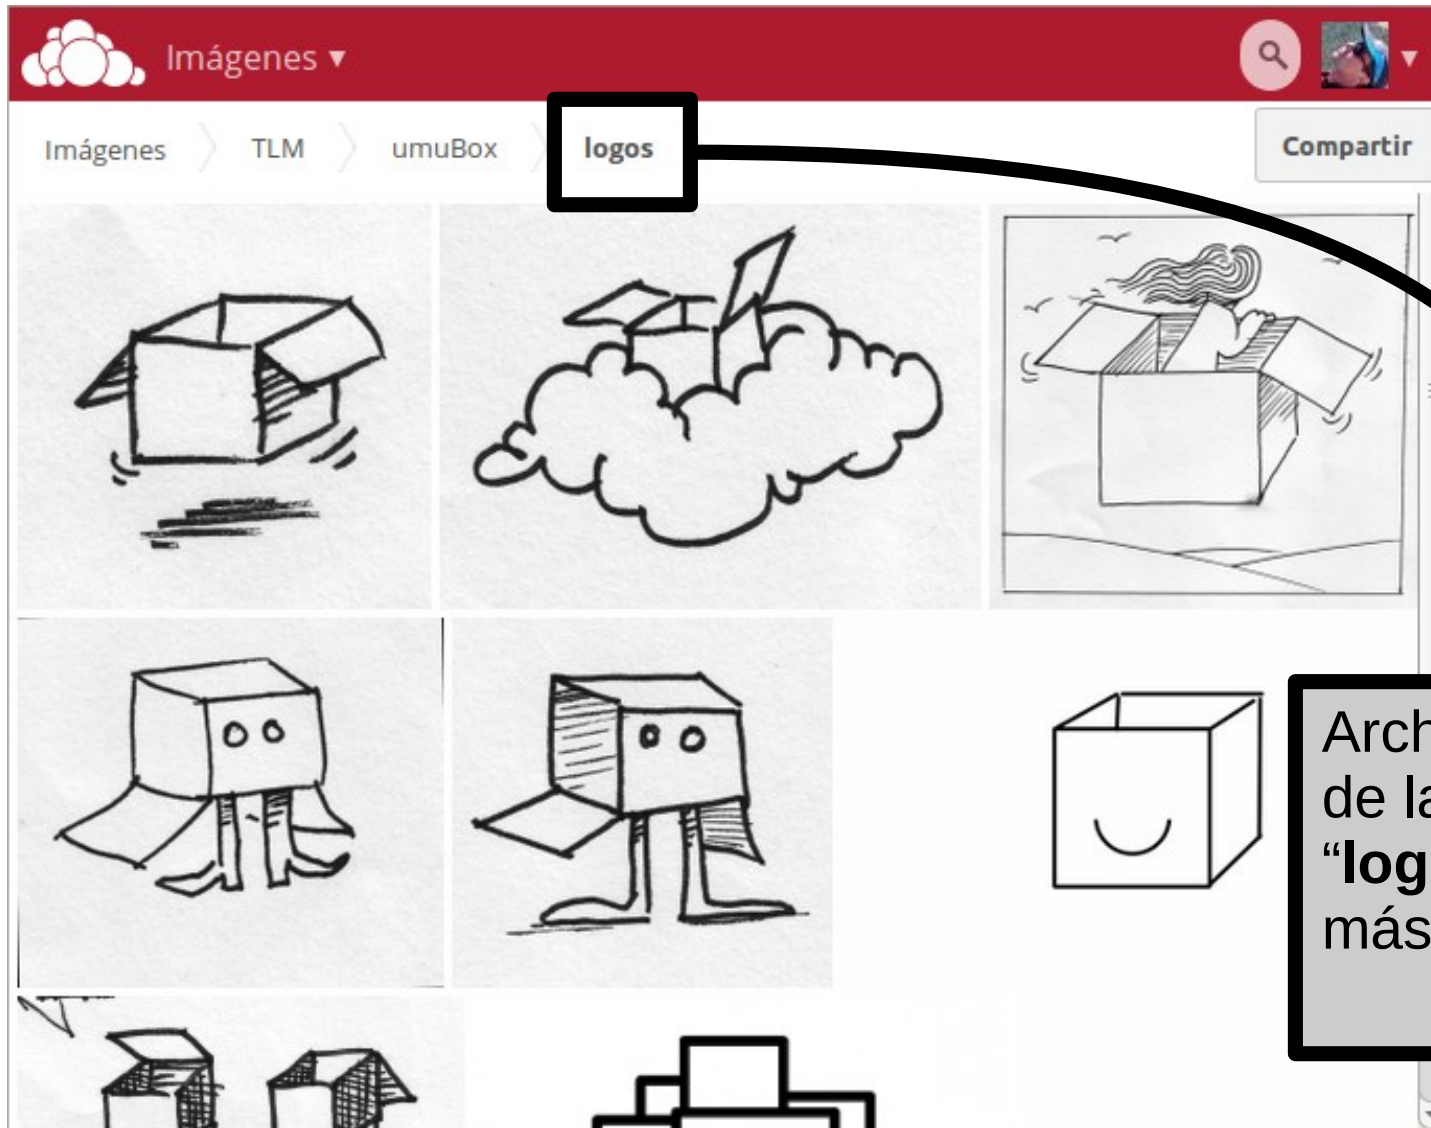 Imágenes ▾
Imágenes TLM umuBox logos Compartir
Arch
de la
“log
más